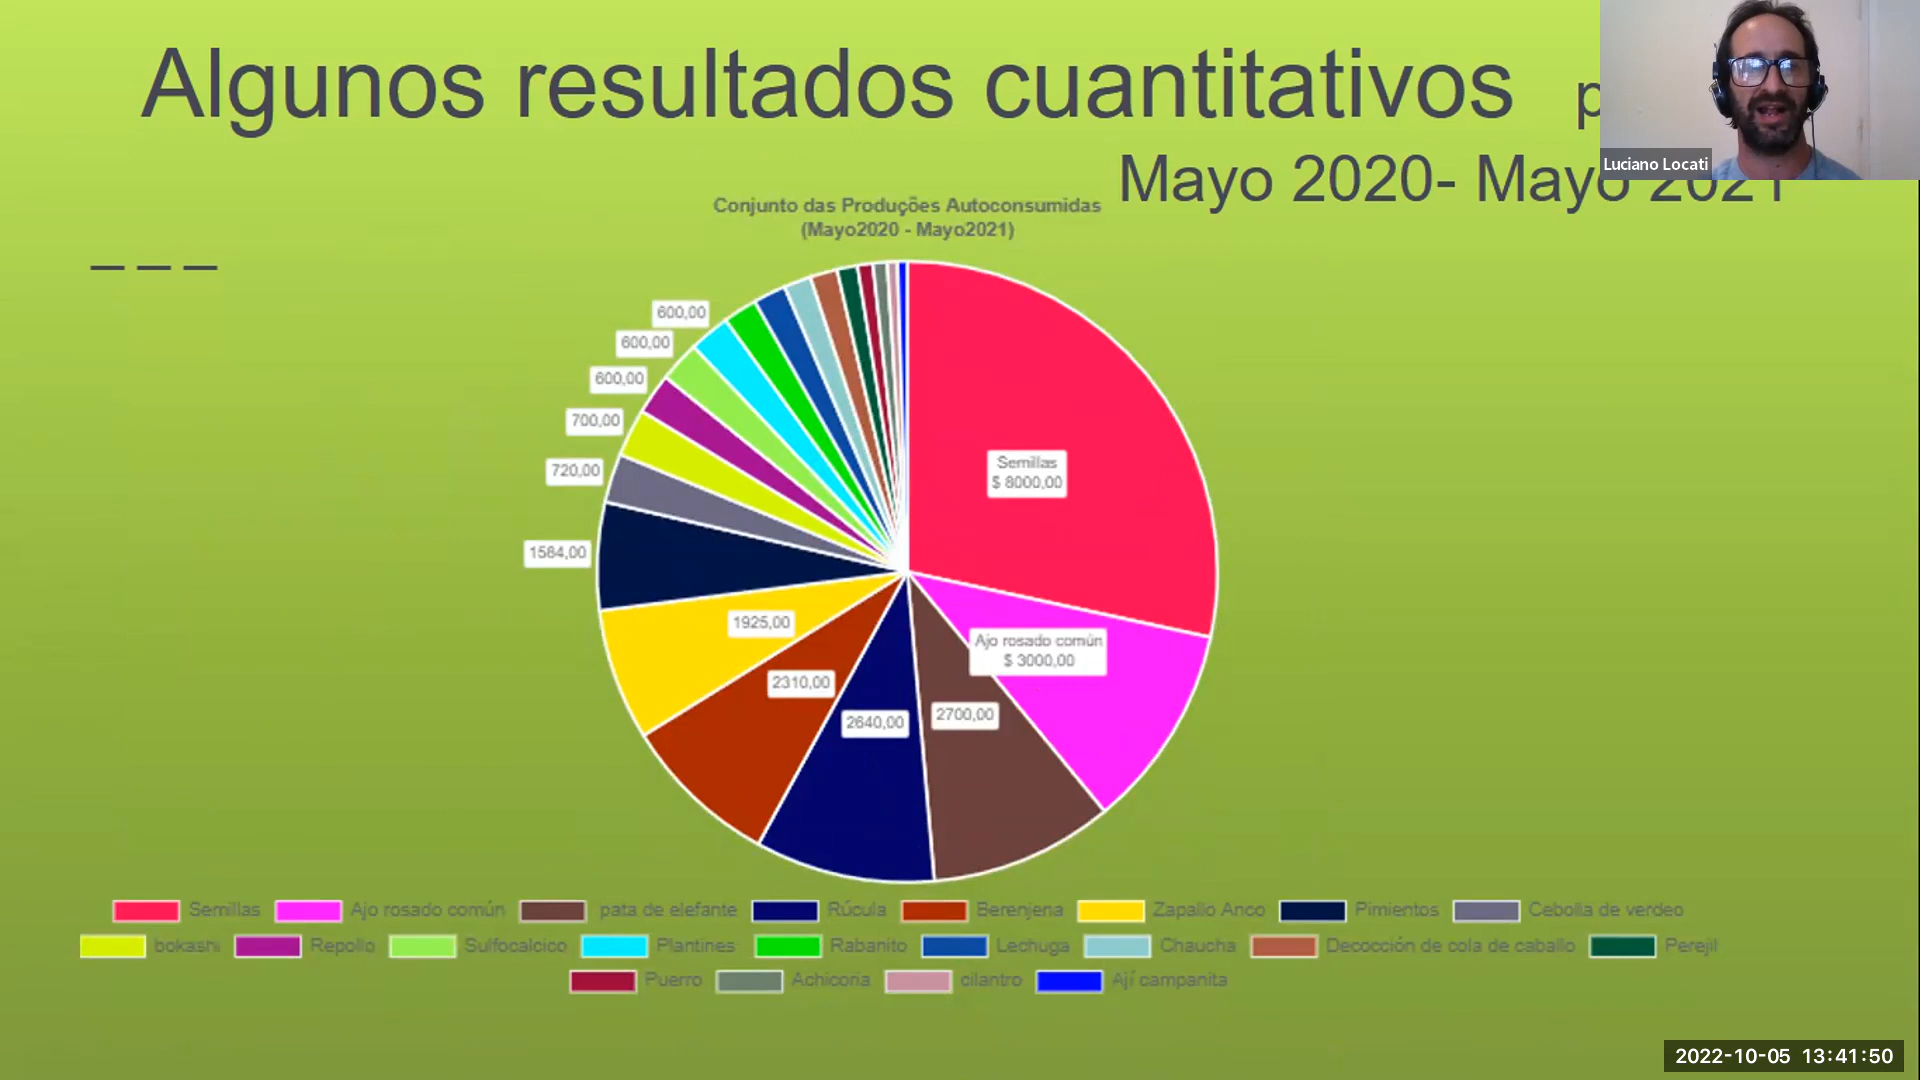 Algunos resultados cuantitativos p
Luciano Locati
Mayo 2020- Mayo 2021
Conjunto das Produções Autoconsumidas
(Mayo2020 - Mayo2021)
_ _ _
600,00
600,00
600,00
700,00
720,00
1584,00
1925,00
2310,00
2640,00
2700,00
Semillas
$ 8000,00
Ajo rosado común
$ 3000,00
Semillas Ajo rosado común pata de elefante Rúcula Berenjena Zapallo Anco Pimientos Cebolla de verdeo
bokashi Repollo Sulfocalcico Plantines Rabanito Lechuga Chaucha Decocción de cola de caballo Perejil
Puerro Achicoria cilantro Ají campanita
2022-10-05 13:41:50